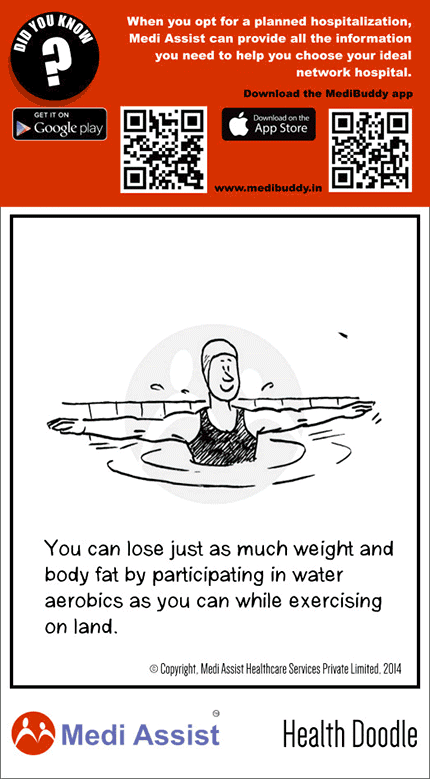 DID YOU KNOW
?
When you opt for a planned hospitalization,
Medi Assist can provide all the information
you need to help you choose your ideal
network hospital.
Download the MediBuddy app
GET IT ON
Google play
Download on the
App Store
www.medibuddy.in
You can lose just as much weight and
body fat by participating in water
aerobics as you can while exercising
on land.
© Copyright, Medi Assist Healthcare Services Private Limited, 2014
Medi Assist
Health Doodle